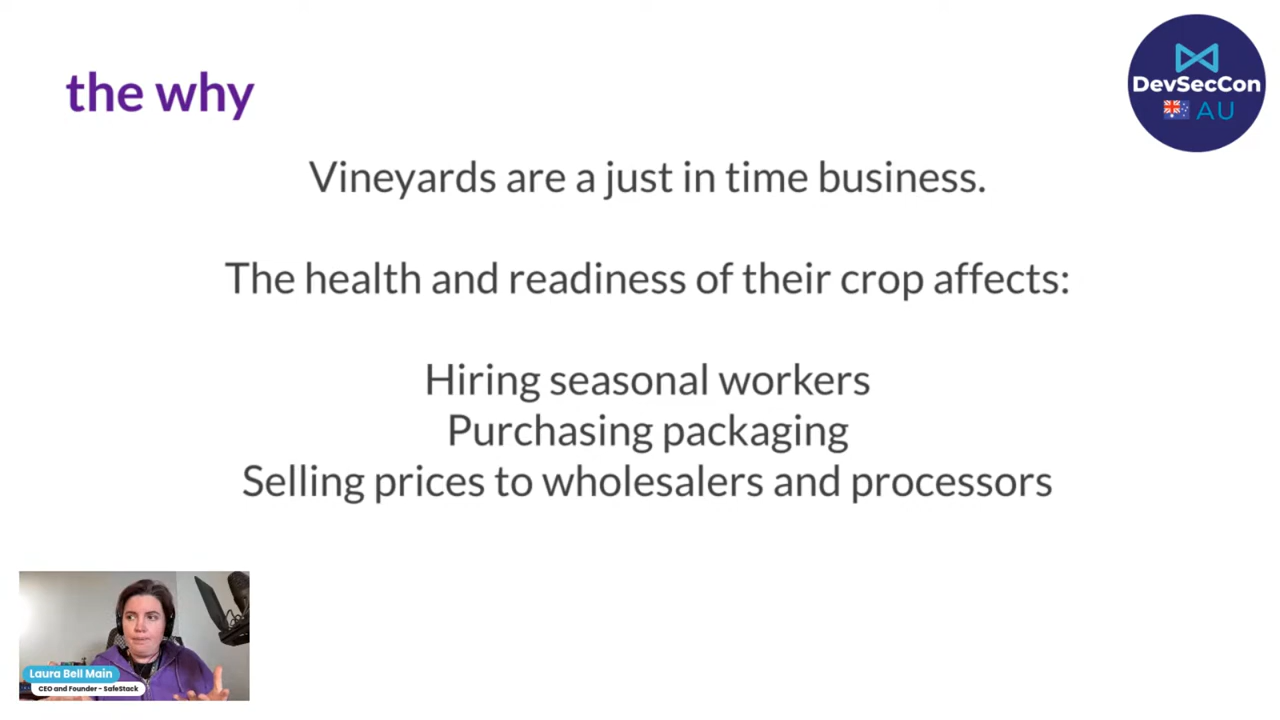 the why
DevSecCon
AU
Vineyards are a just in time business.
The health and readiness of their crop affects:
Hiring seasonal workers
Purchasing packaging
Selling prices to wholesalers and processors
Laura Bell Main
CEO and Founder - SafeStack